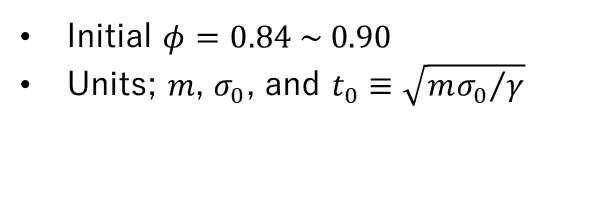 • Initial 𝜙 = 0.84 ~ 0.90
• Units; 𝑚, 𝜎₀, and 𝑡₀ ≡ √(𝑚𝜎₀/𝛾)